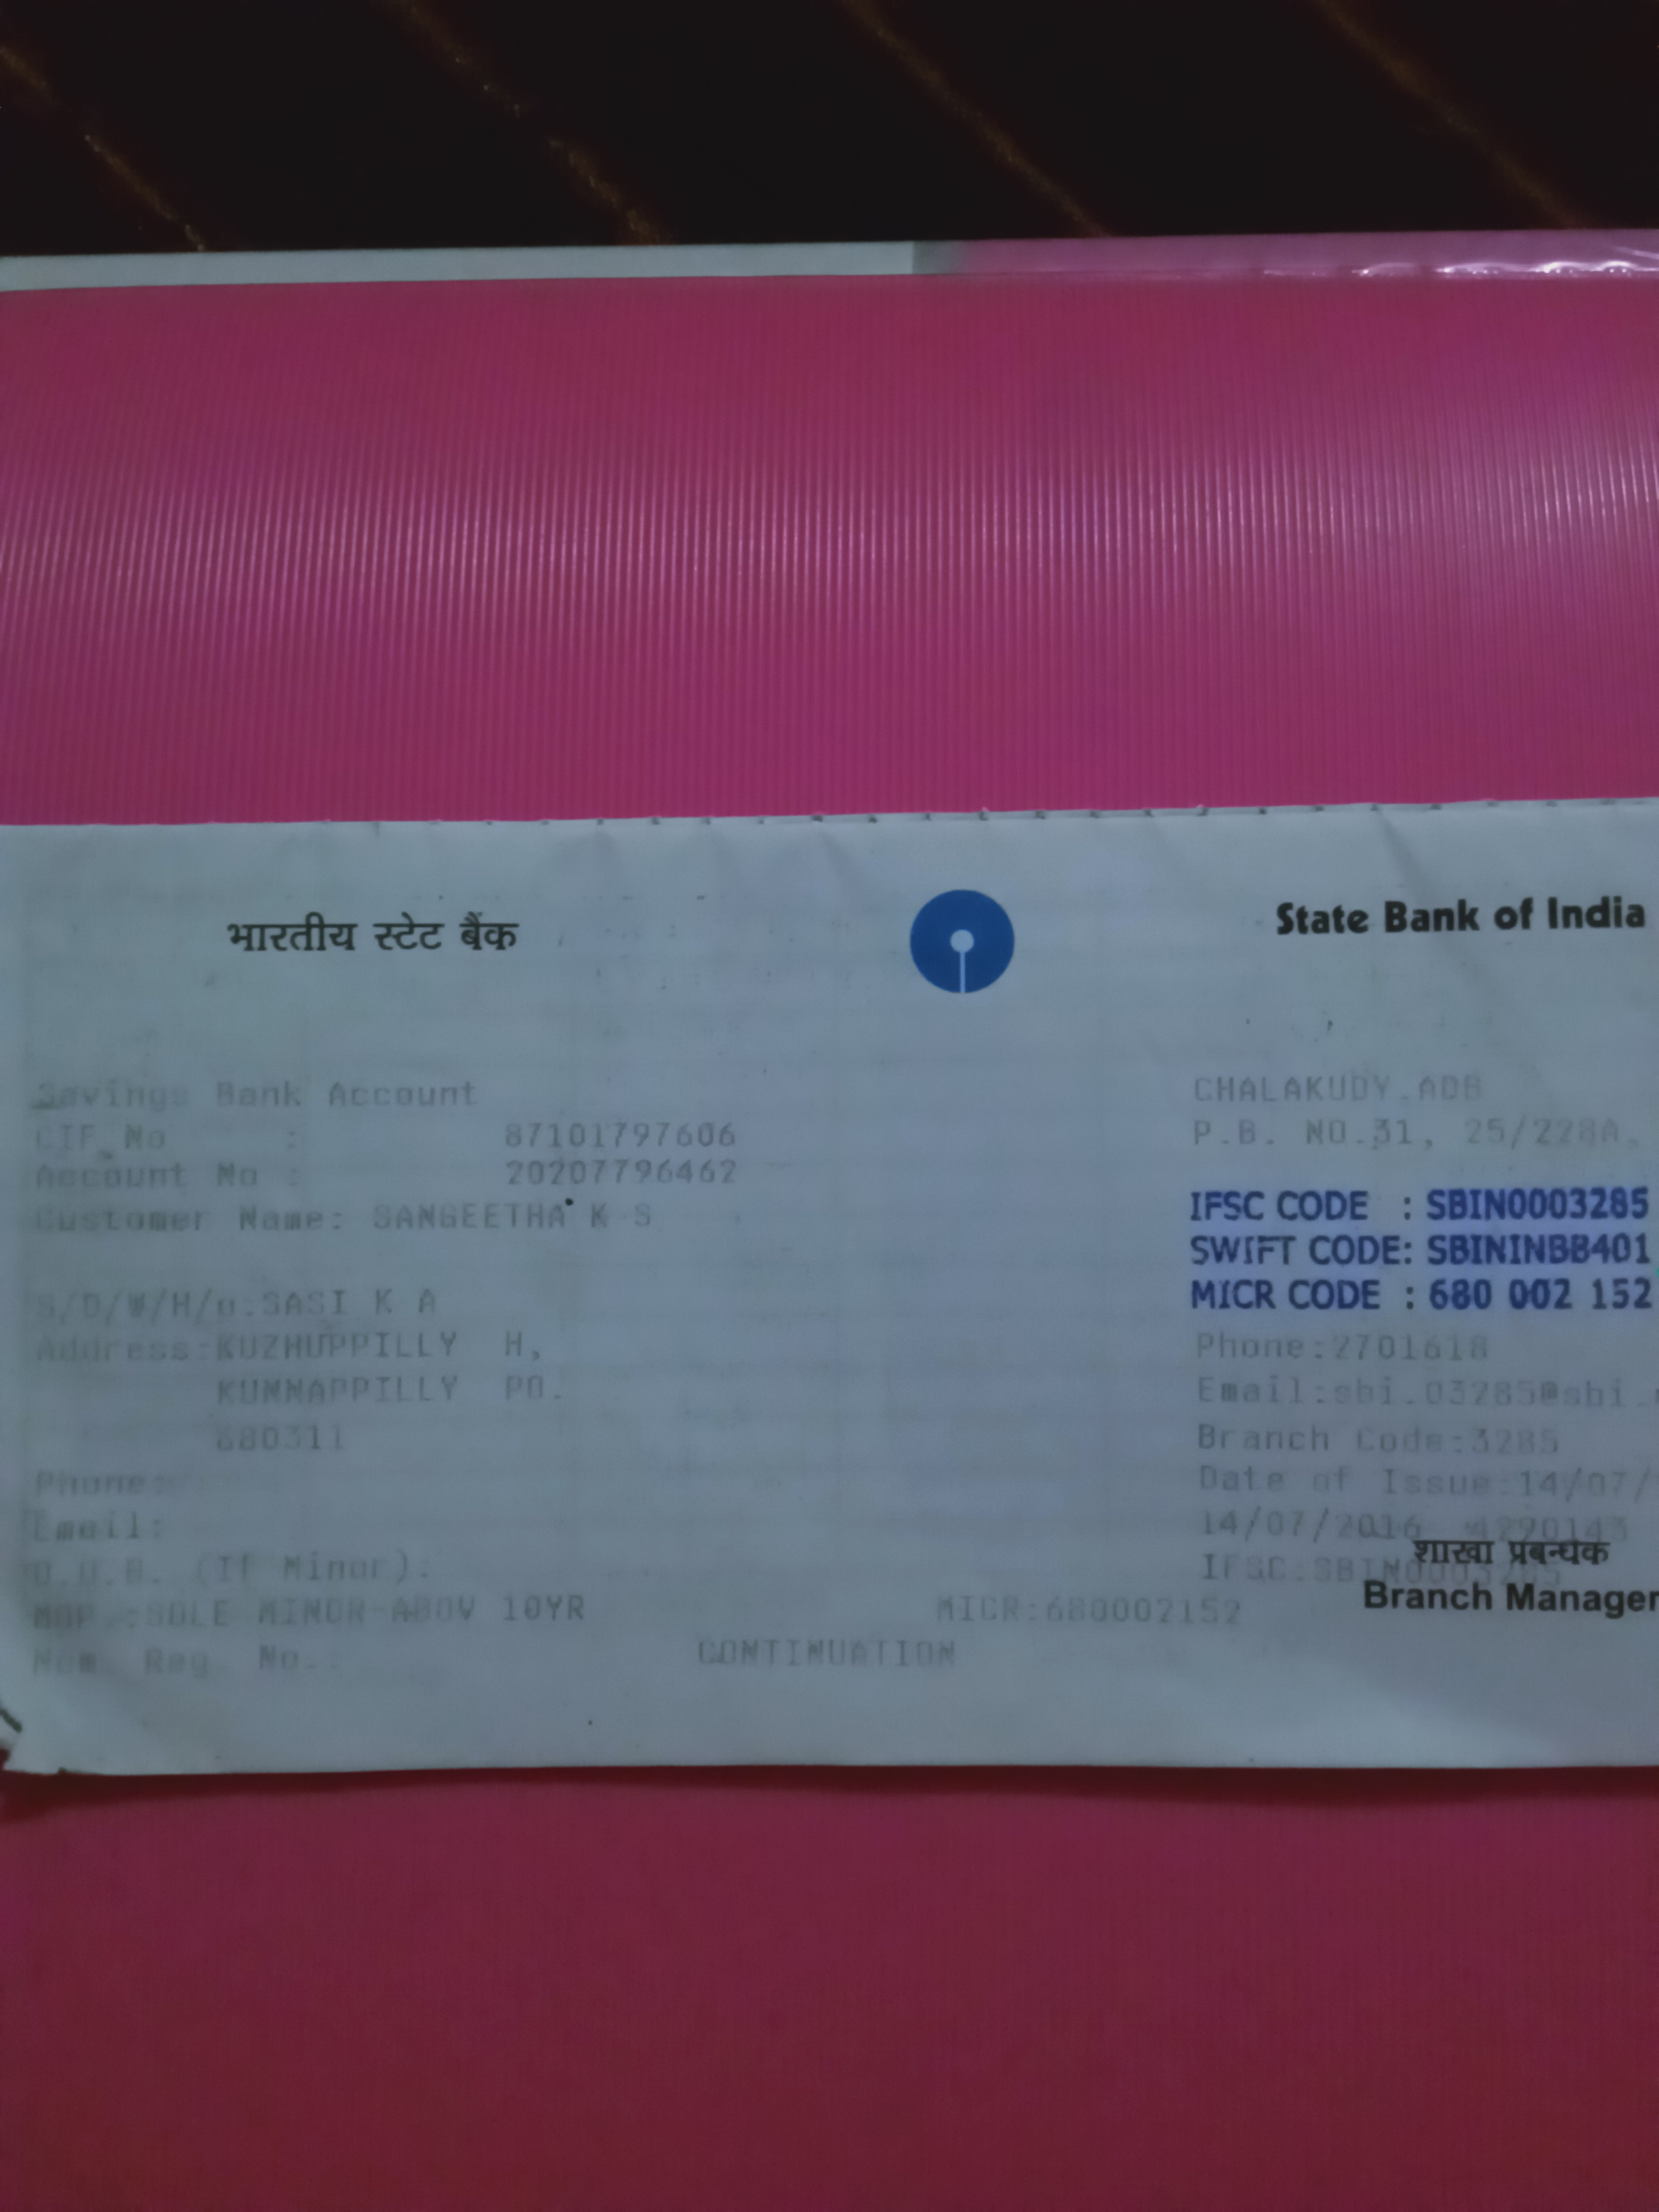 भारतीय स्टेट बैंक
State Bank of India
Savings Bank Account
CIF No : 87101797606
Account No : 20207796462
Customer Name: SANGEETHA K S
S/D/W/H/o:SASI K A
Address:KUZHUPPILLY H,
KUNNAPPILLY PO.
680311
Phone:
Email:
D.O.B. (If Minor):
MOP.:SOLE MINOR-ABOV 10YR
Nom. Reg. No.:
CHALAKUDY.ADB
P.B. NO.31, 25/228A,
IFSC CODE : SBIN0003285
SWIFT CODE: SBININBB401
MICR CODE : 680 002 152
Phone:2701618
Email:sbi.03285@sbi.
Branch Code:3285
Date of Issue:14/07/
14/07/2016 4290143
IFSC:SBIN0003285
शाखा प्रबन्धक
Branch Manager
MICR:680002152
CONTINUATION